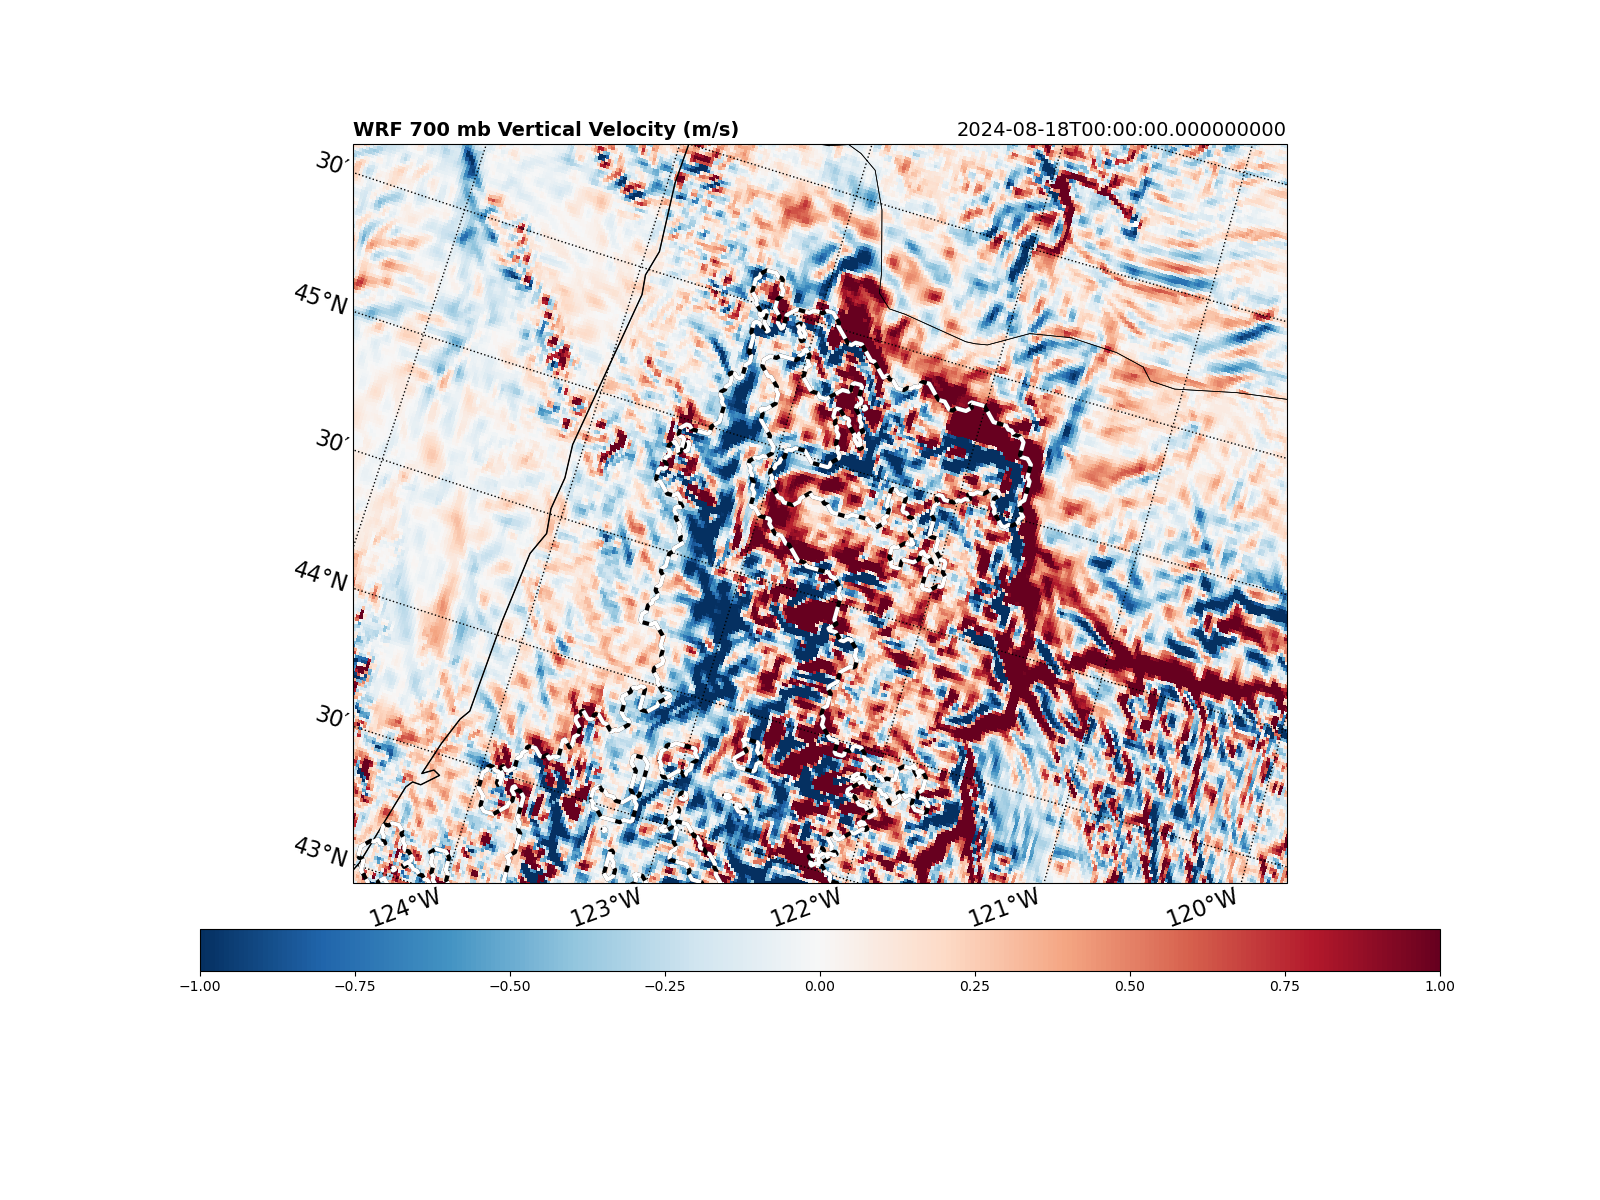 WRF 700 mb Vertical Velocity (m/s)
2024-08-18T00:00:00.000000000
30′
45°N
30′
44°N
30′
43°N
124°W
123°W
122°W
121°W
120°W
−1.00
−0.75
−0.50
−0.25
0.00
0.25
0.50
0.75
1.00